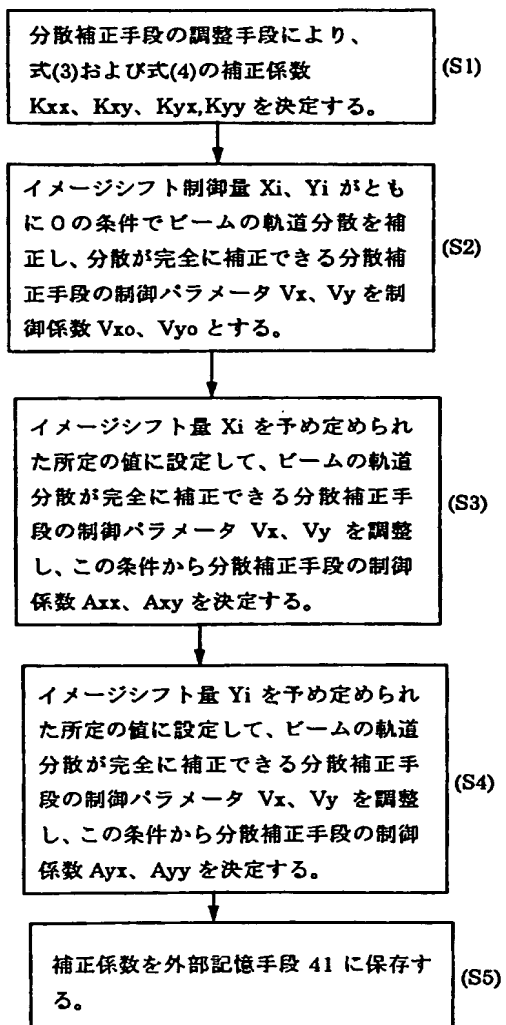 分散補正手段の調整手段により、
式(3)および式(4)の補正係数
Kxx、Kxy、Kyx,Kyy を決定する。
(S1)
イメージシフト制御量 Xi、Yi がとも
に０の条件でビームの軌道分散を補
正し、分散が完全に補正できる分散補
正手段の制御パラメータ Vx、Vy を制
御係数 Vxo、Vyo とする。
(S2)
イメージシフト量 Xi を予め定められ
た所定の値に設定して、ビームの軌道
分散が完全に補正できる分散補正手
段の制御パラメータ Vx、Vy を調整
し、この条件から分散補正手段の制御
係数 Axx、Axy を決定する。
(S3)
イメージシフト量 Yi を予め定められ
た所定の値に設定して、ビームの軌道
分散が完全に補正できる分散補正手
段の制御パラメータ Vx、Vy を調整
し、この条件から分散補正手段の制御
係数 Ayx、Ayy を決定する。
(S4)
補正係数を外部記憶手段 41 に保存す
る。
(S5)